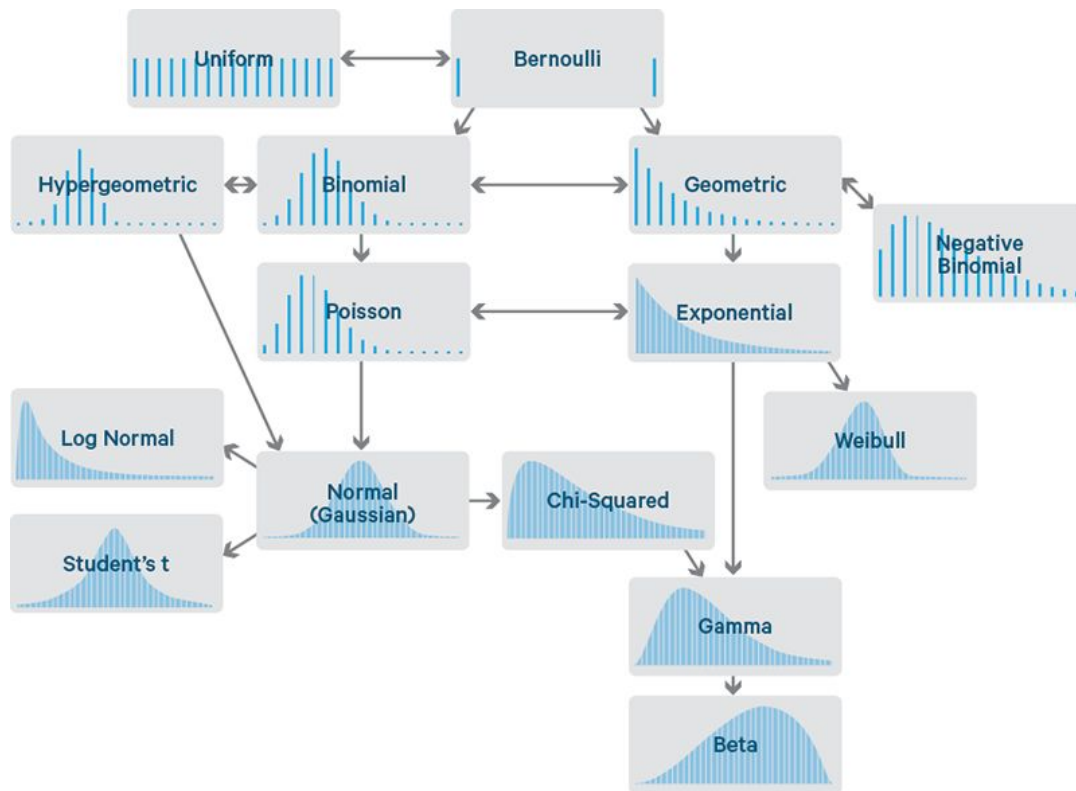 Uniform
Bernoulli
Hypergeometric
Binomial
Geometric
Negative
Binomial
Poisson
Exponential
Log Normal
Weibull
Normal
(Gaussian)
Chi-Squared
Student's t
Gamma
Beta